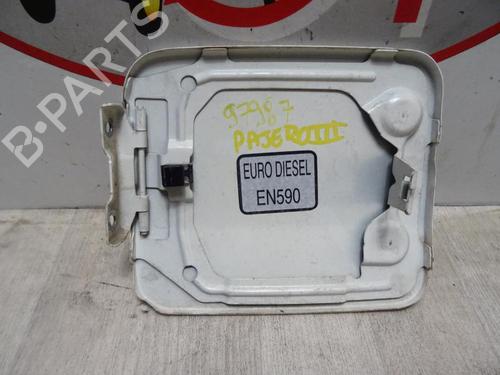 B-PARTS
97987
PAJERO III
EURO DIESEL
EN590